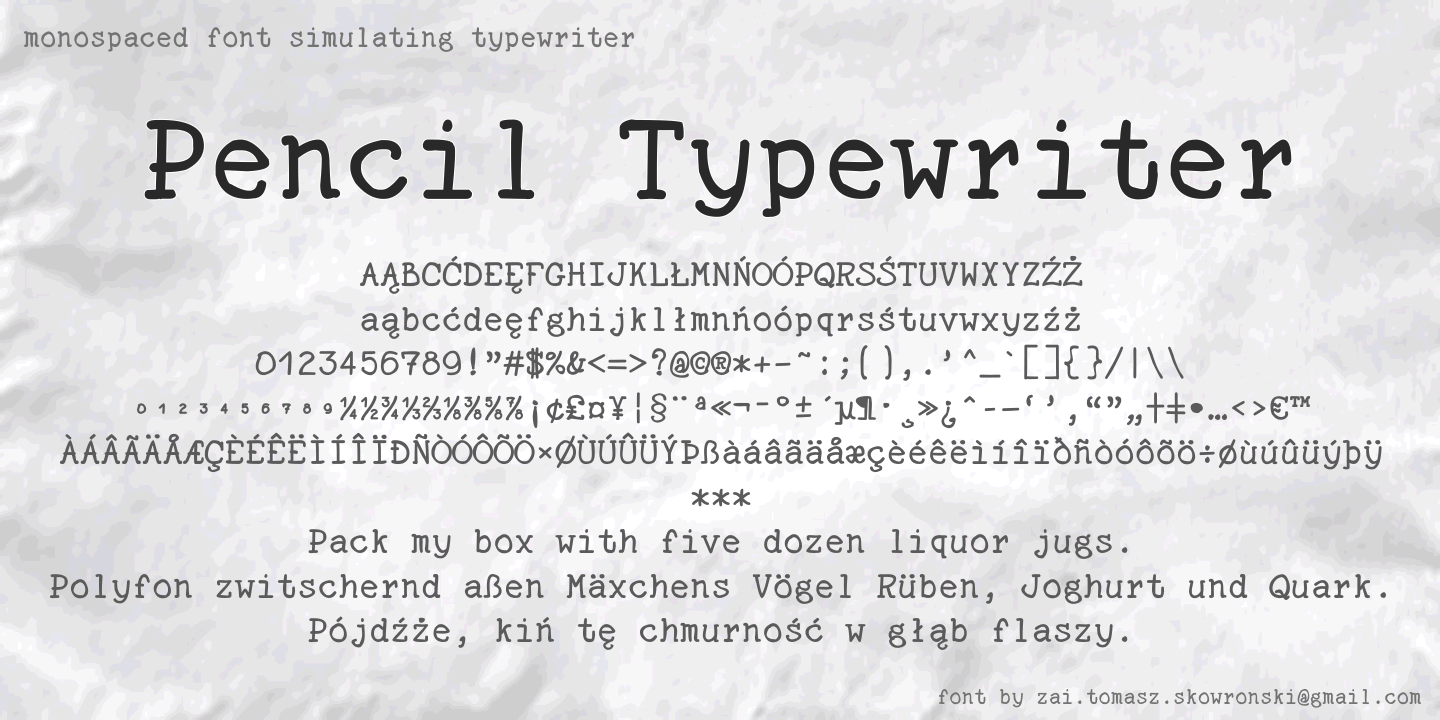 monospaced font simulating typewriter
Pencil Typewriter
AĄBCĆDEĘFGHIJKLŁMNŃOÓPQRSŚTUVWXYZŹŻ
aąbcćdeęfghijklłmnńoópqrsśtuvwxyzźż
0123456789!”#$%&<=>?@©®*+-~:;(),.’^_`[]{}/|\\
₀₁₂₃₄₅₆₇₈₉¼½¾⅓⅔⅛⅜⅝⅞¡¢£¤¥¦§¨ª«¬-º±´µ¶·¸»¿ˆ-–‘’‚“”„†‡•…<>€™
ÀÁÂÃÄÅÆÇÈÉÊËÌÍÎÏÐÑÒÓÔÕÖ×ØÙÚÛÜÝÞßàáâãäåæçèéêëìíîïðñòóôõö÷øùúûüýþÿ
***
Pack my box with five dozen liquor jugs.
Polyfon zwitschernd aßen Mäxchens Vögel Rüben, Joghurt und Quark.
Pójdźże, kiń tę chmurność w głąb flaszy.
font by zai.tomasz.skowronski@gmail.com